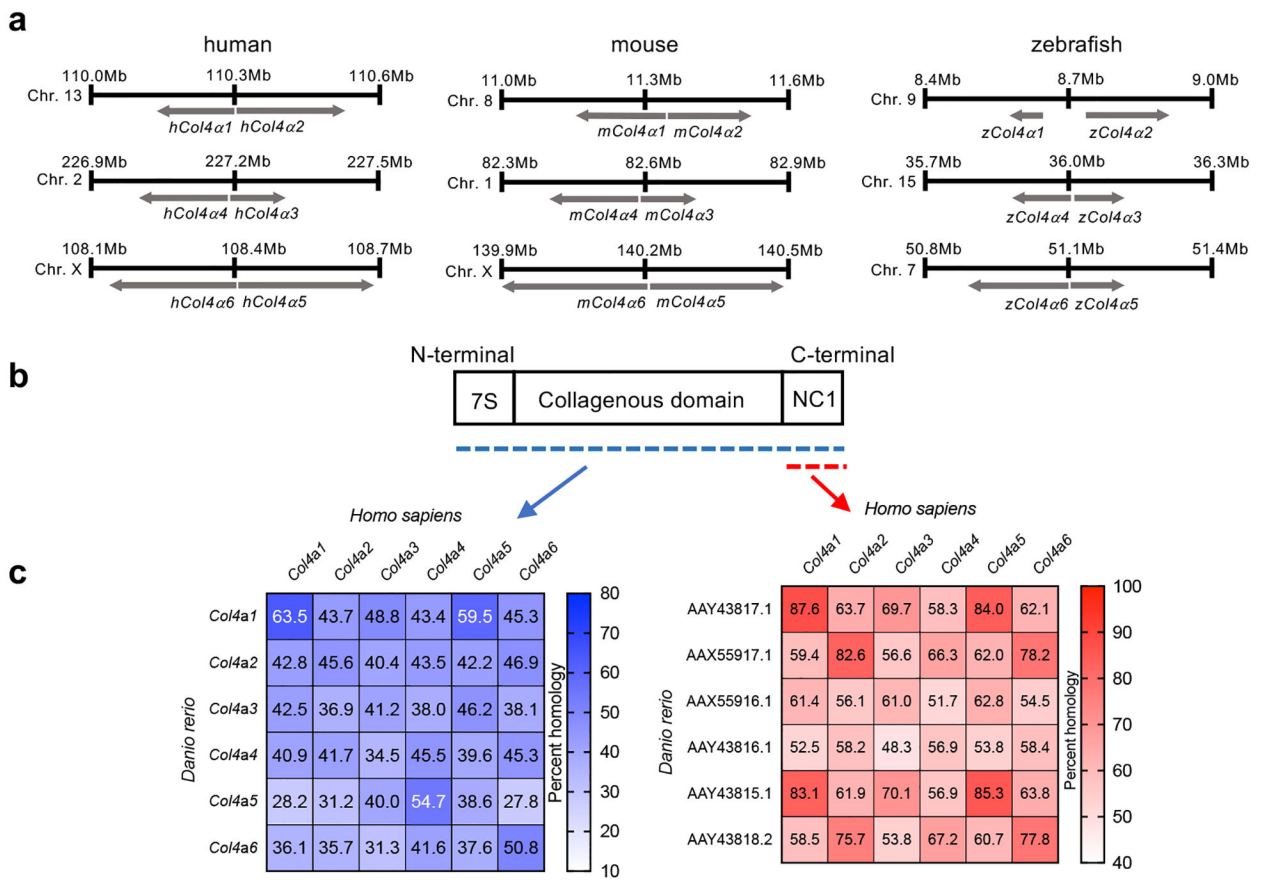 a
human mouse zebrafish
110.0Mb 110.3Mb 110.6Mb 11.0Mb 11.3Mb 11.6Mb 8.4Mb 8.7Mb 9.0Mb
Chr. 13 Chr. 8 Chr. 9
hCol4α1 hCol4α2 mCol4α1 mCol4α2 zCol4α1 zCol4α2
226.9Mb 227.2Mb 227.5Mb 82.3Mb 82.6Mb 82.9Mb 35.7Mb 36.0Mb 36.3Mb
Chr. 2 Chr. 1 Chr. 15
hCol4α4 hCol4α3 mCol4α4 mCol4α3 zCol4α4 zCol4α3
108.1Mb 108.4Mb 108.7Mb 139.9Mb 140.2Mb 140.5Mb 50.8Mb 51.1Mb 51.4Mb
Chr. X Chr. X Chr. 7
hCol4α6 hCol4α5 mCol4α6 mCol4α5 zCol4α6 zCol4α5
b
N-terminal C-terminal
7S Collagenous domain NC1
c
Homo sapiens
Col4a1 Col4a2 Col4a3 Col4a4 Col4a5 Col4a6
Danio rerio
Col4a1 63.5 43.7 48.8 43.4 59.5 45.3
Col4a2 42.8 45.6 40.4 43.5 42.2 46.9
Col4a3 42.5 36.9 41.2 38.0 46.2 38.1
Col4a4 40.9 41.7 34.5 45.5 39.6 45.3
Col4a5 28.2 31.2 40.0 54.7 38.6 27.8
Col4a6 36.1 35.7 31.3 41.6 37.6 50.8
Percent homology
80
70
60
50
40
30
20
10
Homo sapiens
Col4a1 Col4a2 Col4a3 Col4a4 Col4a5 Col4a6
Danio rerio
AAY43817.1 87.6 63.7 69.7 58.3 84.0 62.1
AAX55917.1 59.4 82.6 56.6 66.3 62.0 78.2
AAX55916.1 61.4 56.1 61.0 51.7 62.8 54.5
AAY43816.1 52.5 58.2 48.3 56.9 53.8 58.4
AAY43815.1 83.1 61.9 70.1 56.9 85.3 63.8
AAY43818.2 58.5 75.7 53.8 67.2 60.7 77.8
Percent homology
100
90
80
70
60
50
40